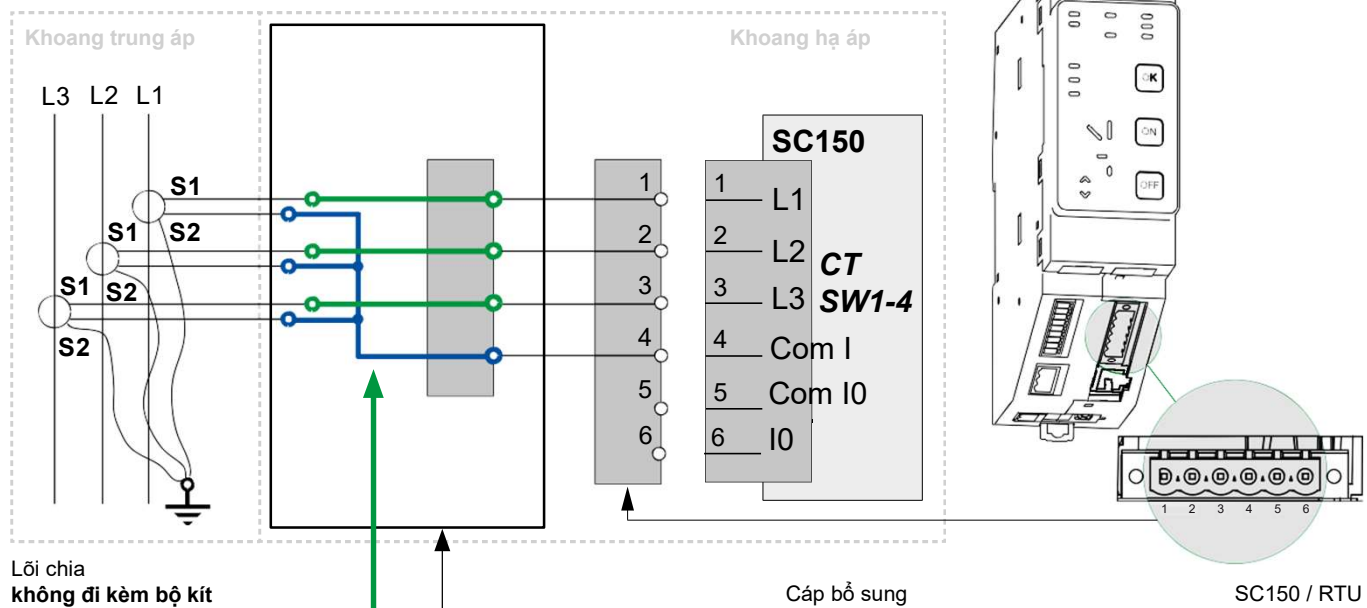 Khoang trung áp
Khoang hạ áp
L3 L2 L1
S1
S2
S1
S2
S1
S2
1
2
3
4
5
6
SC150
1 L1
2 L2
3 L3
4 Com I
5 Com I0
6 I0
CT
SW1-4
OK
ON
OFF
1 2 3 4 5 6
Lõi chia
không đi kèm bộ kít
Cáp bổ sung
SC150 / RTU